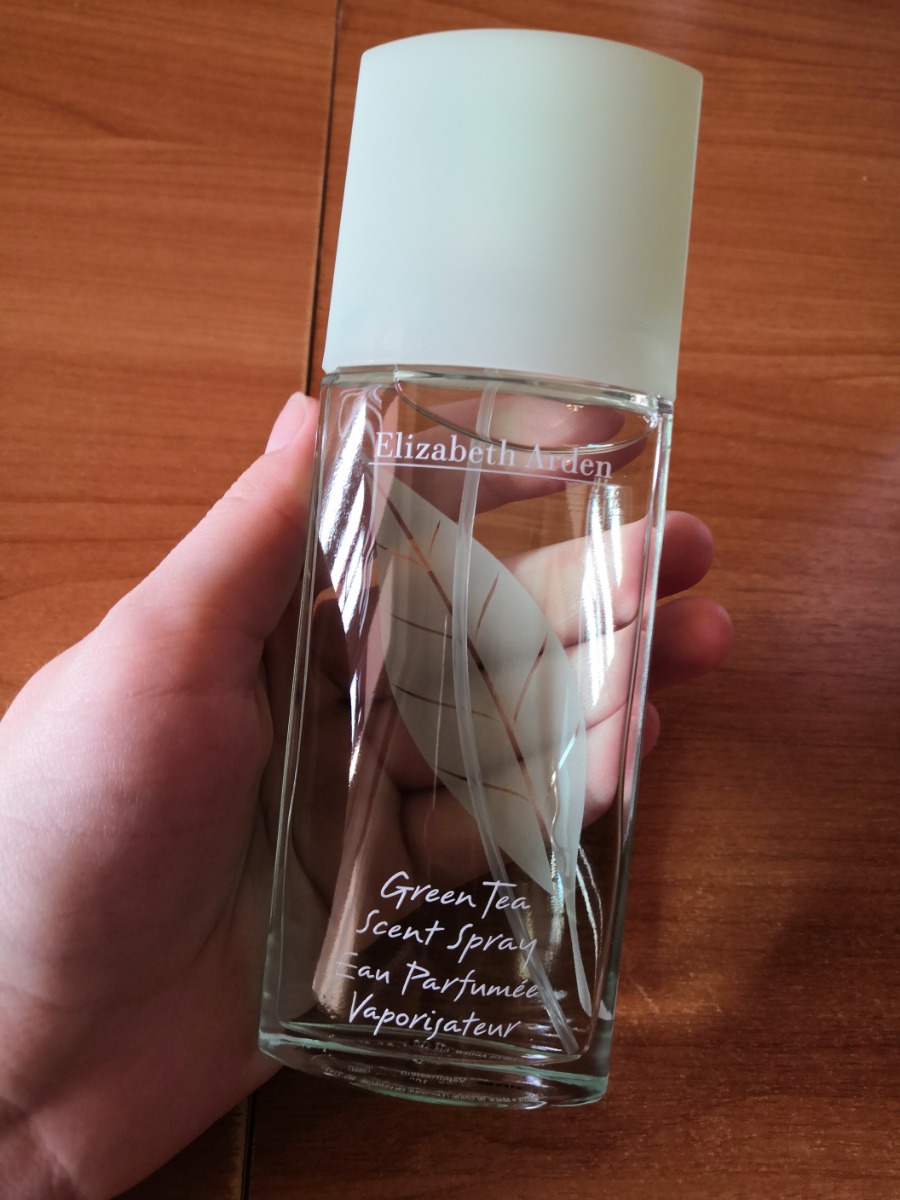 Elizabeth Arden
Green Tea
Scent Spray
Eau Parfumée
Vaporisateur